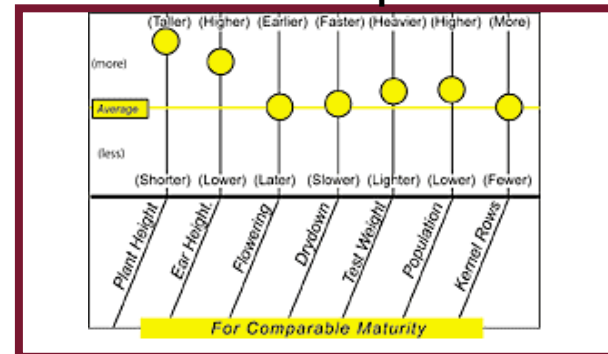 (Taller) (Higher) (Earlier) (Faster) (Heavier) (Higher) (More)
(more)
Average
(less)
(Shorter) (Lower) (Later) (Slower) (Lighter) (Lower) (Fewer)
Plant Height
Ear Height.
Flowering
Drydown
Test Weight
Population
Kernel Rows
For Comparable Maturity